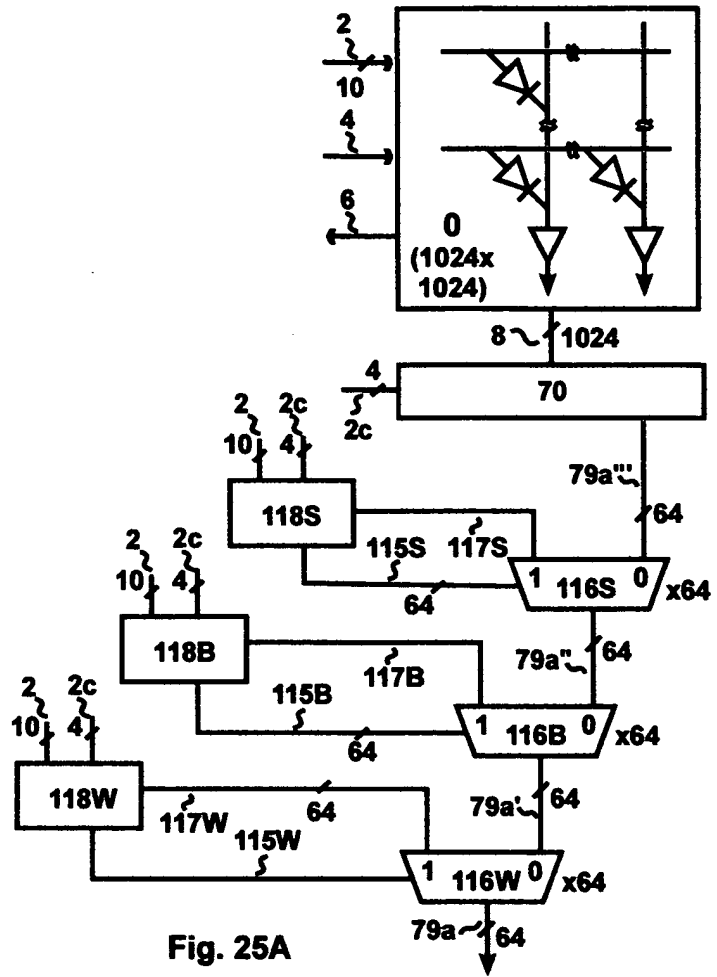 2
10
4
6
0
(1024x
1024)
8
1024
4
2c
70
2
2c
10
4
118S
79a'''
64
115S
117S
64
1
116S
0
x64
2
2c
10
4
118B
79a''
64
117B
115B
64
1
116B
0
x64
2
2c
10
4
118W
117W
64
79a'
64
115W
1
116W
0
x64
79a
64
Fig. 25A